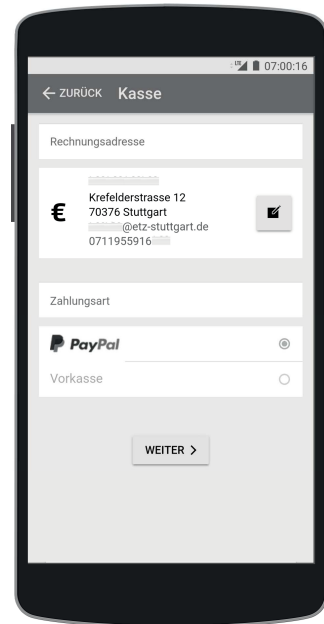 07:00:16
← ZURÜCK Kasse
Rechnungsadresse
€
Krefelderstrasse 12
70376 Stuttgart
@etz-stuttgart.de
0711955916
Zahlungsart
PayPal
Vorkasse
WEITER >